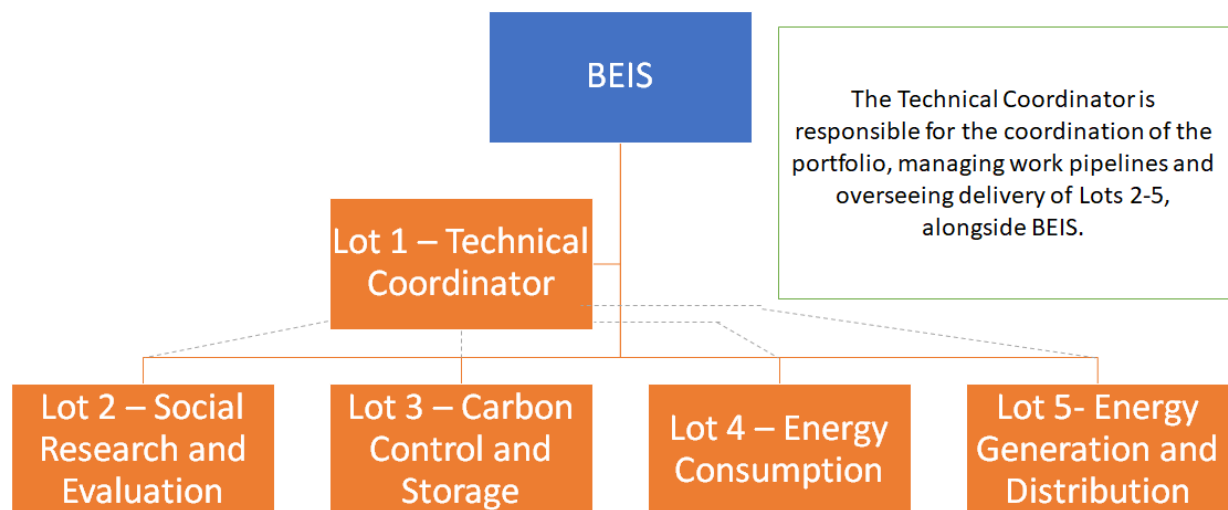 BEIS
The Technical Coordinator is
responsible for the coordination of the
portfolio, managing work pipelines and
overseeing delivery of Lots 2-5,
alongside BEIS.
Lot 1 – Technical
Coordinator
Lot 2 – Social
Research and
Evaluation
Lot 3 – Carbon
Control and
Storage
Lot 4 – Energy
Consumption
Lot 5- Energy
Generation and
Distribution